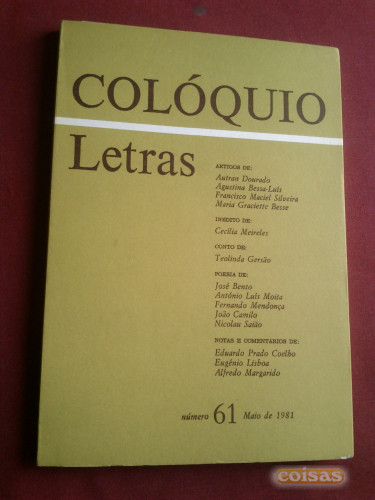 COLÓQUIO
Letras
ARTIGOS DE:
Autran Dourado
Agustina Bessa-Luís
Francisco Maciel Silveira
Maria Graciette Besse
INÉDITO DE:
Cecília Meireles
CONTO DE:
Teolinda Gersão
POESIA DE:
José Bento
António Luís Moita
Fernando Mendonça
João Camilo
Nicolau Saião
NOTAS E COMENTÁRIOS DE:
Eduardo Prado Coelho
Eugénio Lisboa
Alfredo Margarido
número 61 Maio de 1981
coisas